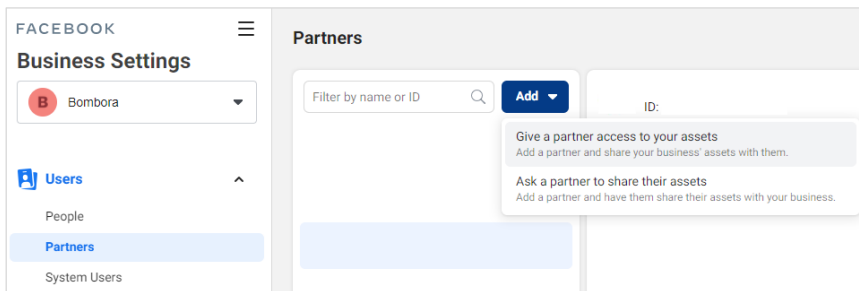 FACEBOOK
Business Settings
B Bombora
Users
People
Partners
System Users
Partners
Filter by name or ID
Add
ID:
Give a partner access to your assets
Add a partner and share your business' assets with them.
Ask a partner to share their assets
Add a partner and have them share their assets with your business.